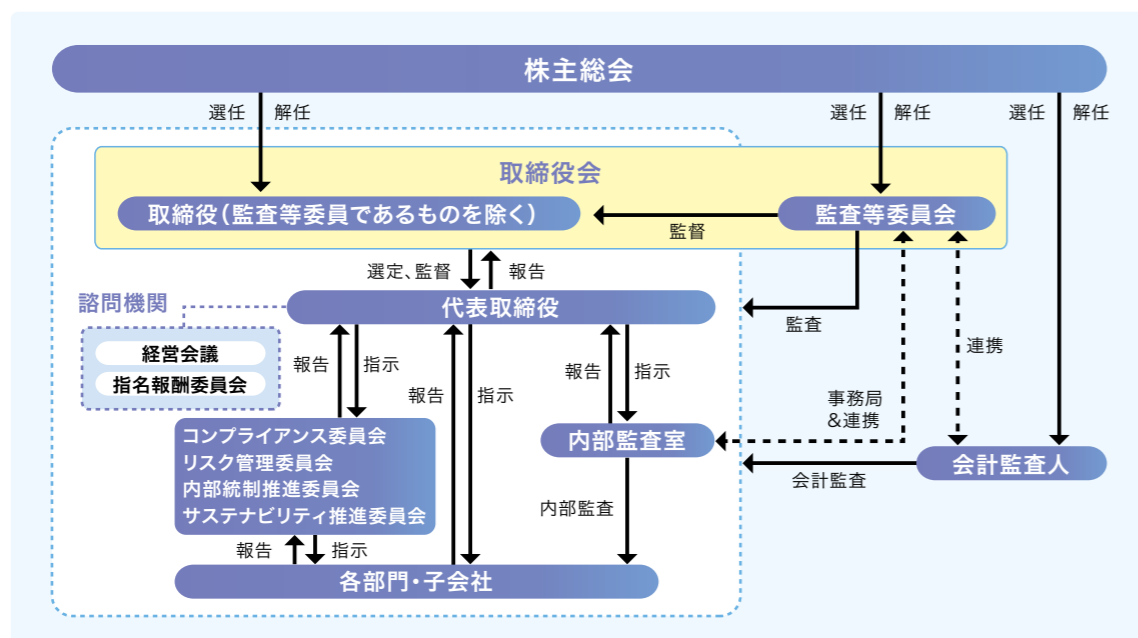 株主総会
選任 解任
選任 解任
選任 解任
取締役会
取締役（監査等委員であるものを除く）
監査等委員会
監督
選定、監督
報告
諮問機関
代表取締役
監査
経営会議
指名報酬委員会
報告
指示
報告
指示
報告
指示
連携
事務局
&連携
コンプライアンス委員会
リスク管理委員会
内部統制推進委員会
サステナビリティ推進委員会
内部監査室
会計監査人
会計監査
内部監査
報告
指示
各部門・子会社